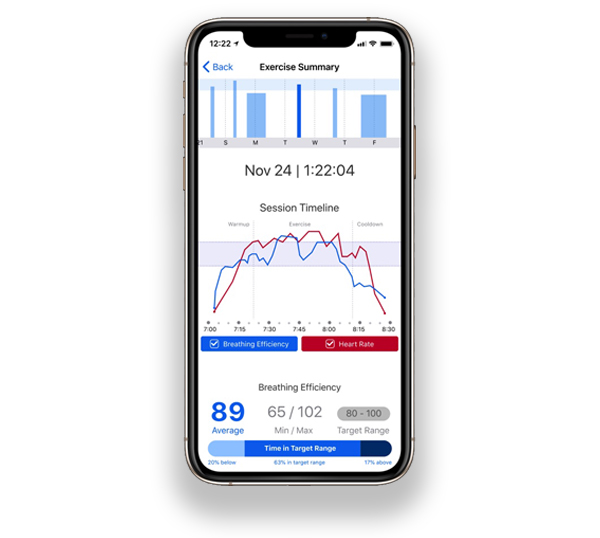 12:22
Back
Exercise Summary
21 S M T W T F
Nov 24 | 1:22:04
Session Timeline
Warmup Exercise Cooldown
7:00 7:15 7:30 7:45 8:00 8:15 8:30
Breathing Efficiency Heart Rate
Breathing Efficiency
89 65 / 102 80 - 100
Average Min / Max Target Range
Time in Target Range
20% below 63% in target range 17% above